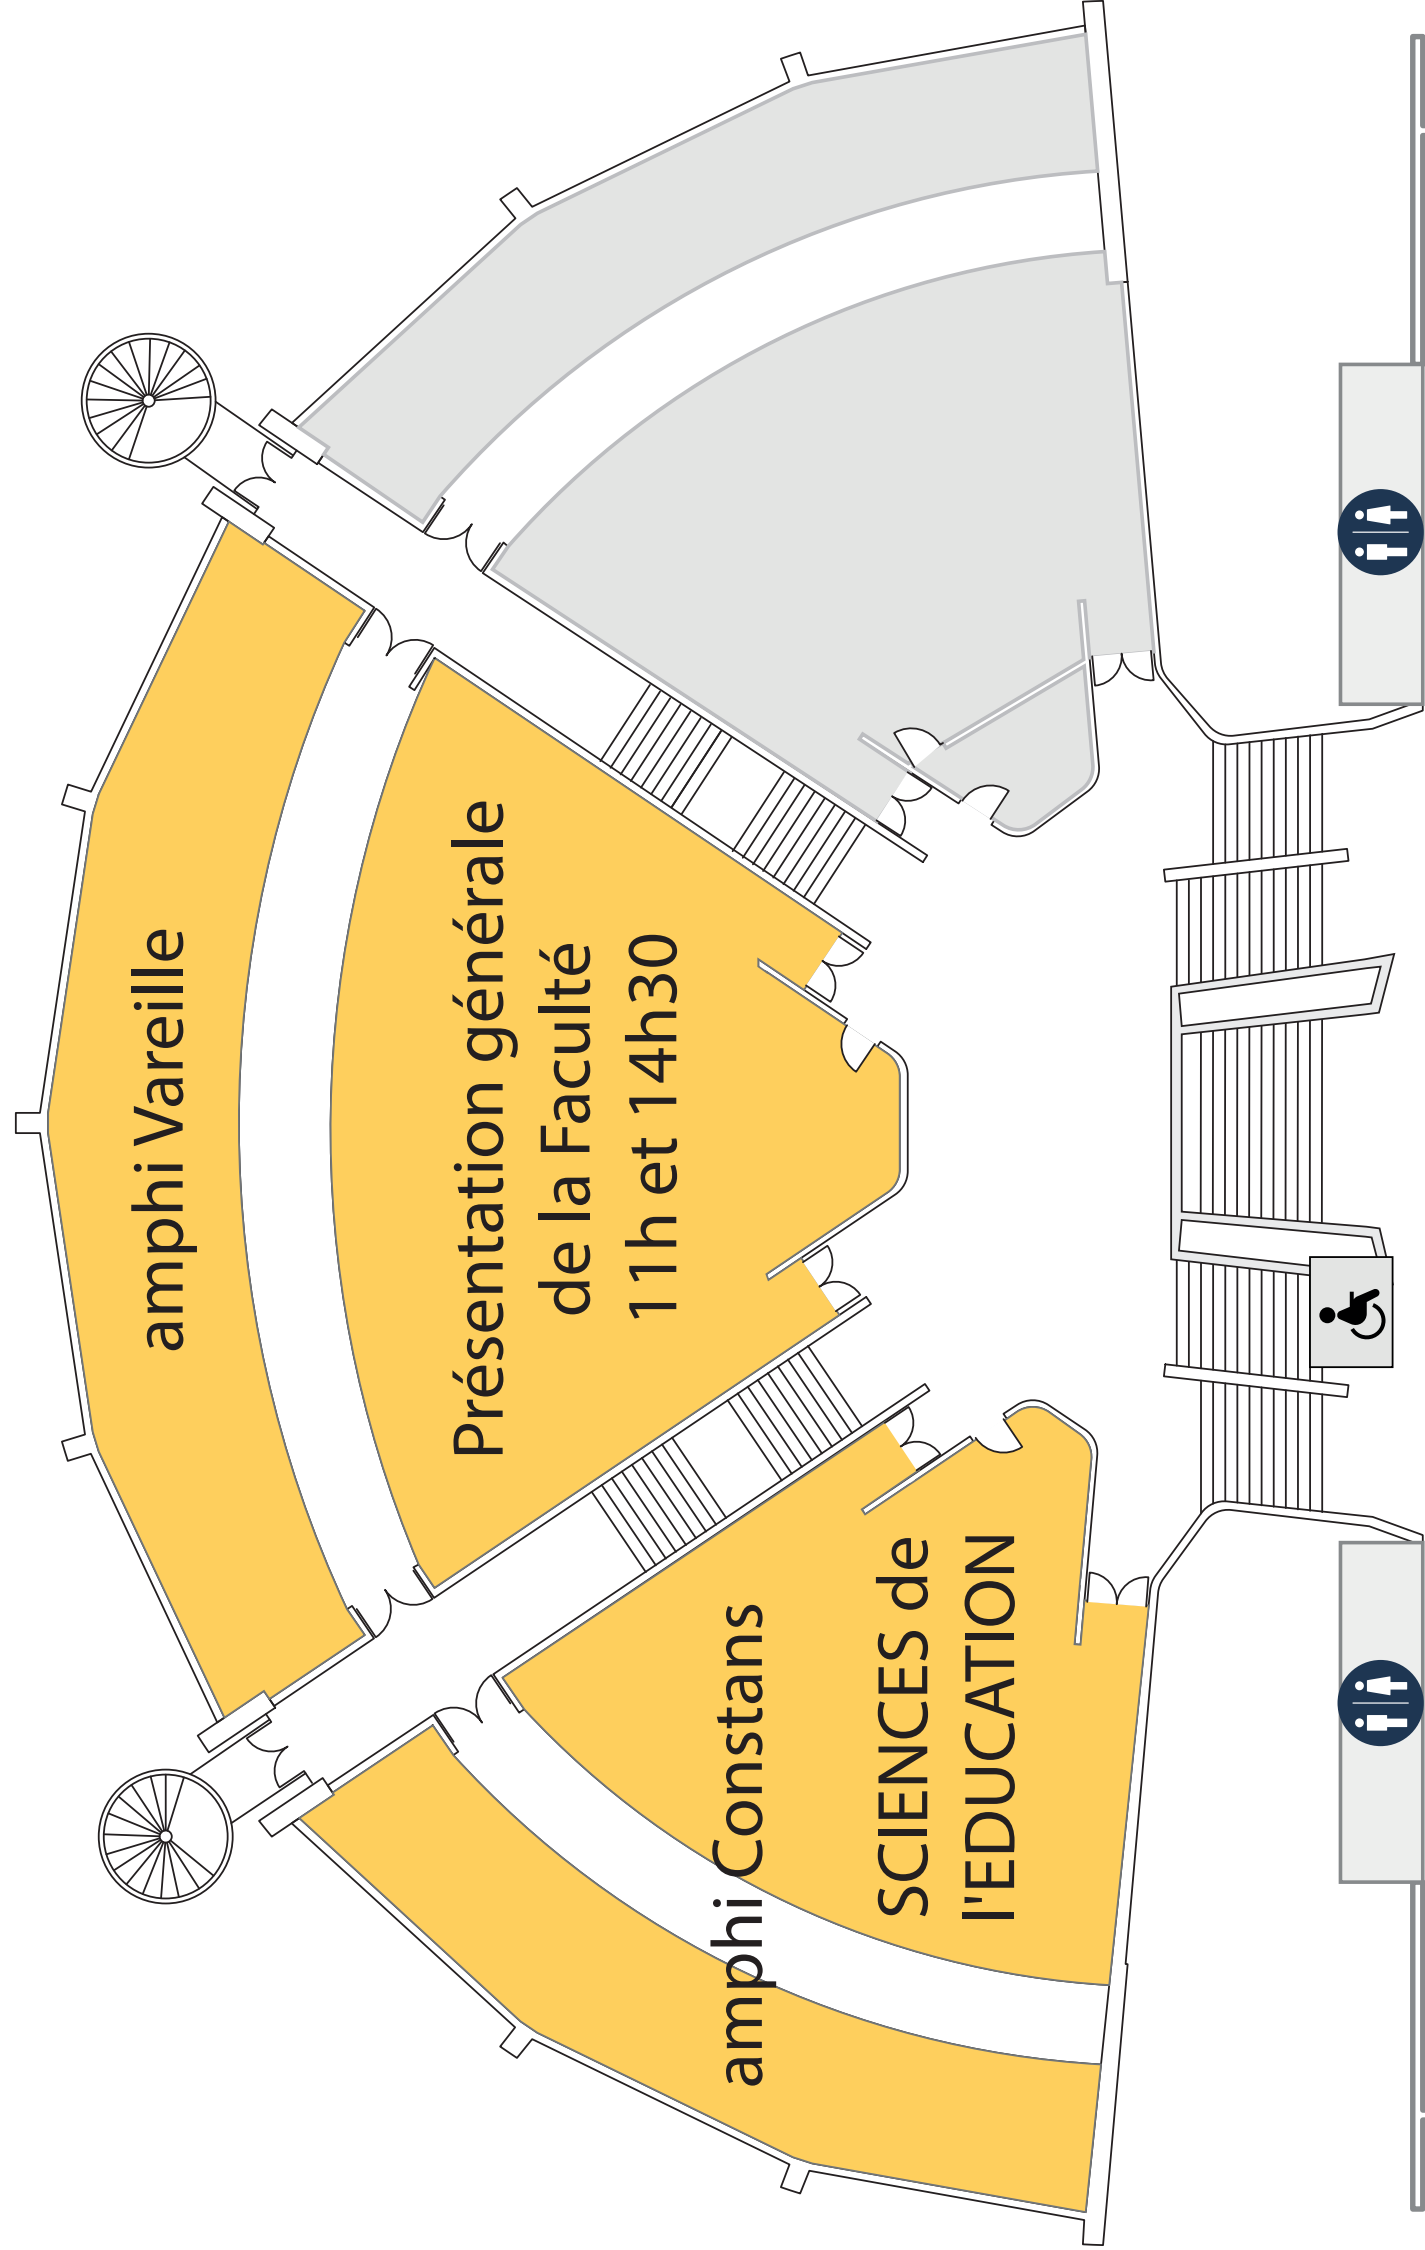 amphi Vareille
Présentation générale
de la Faculté
11h et 14h30
amphi Constans
SCIENCES de
l'EDUCATION